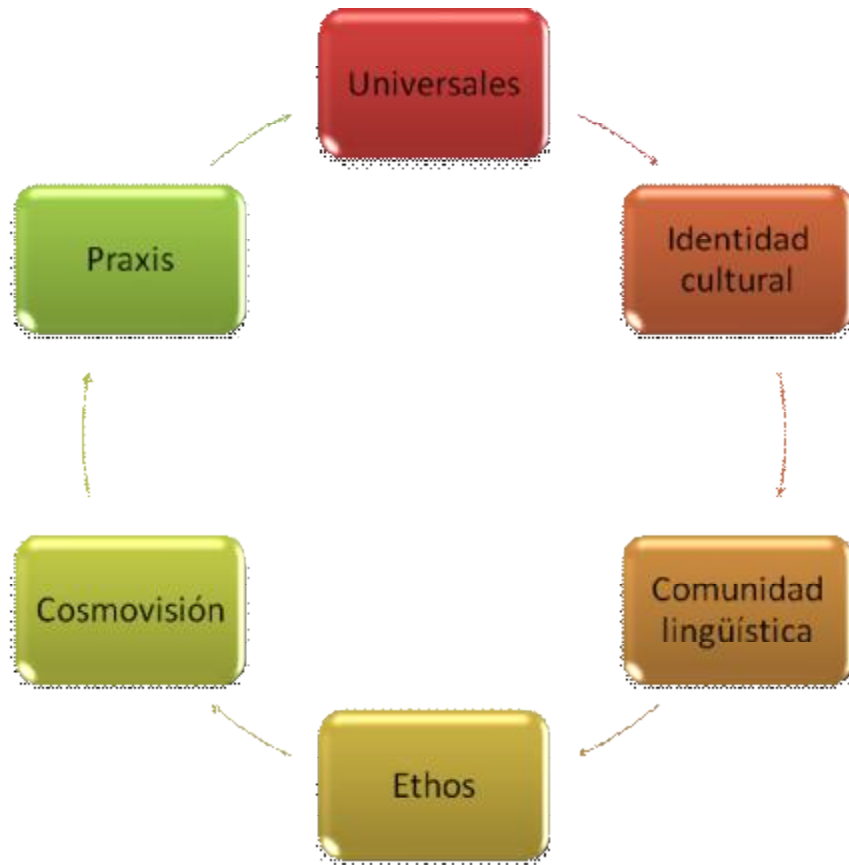 Universales
Identidad
cultural
Comunidad
lingüística
Ethos
Cosmovisión
Praxis